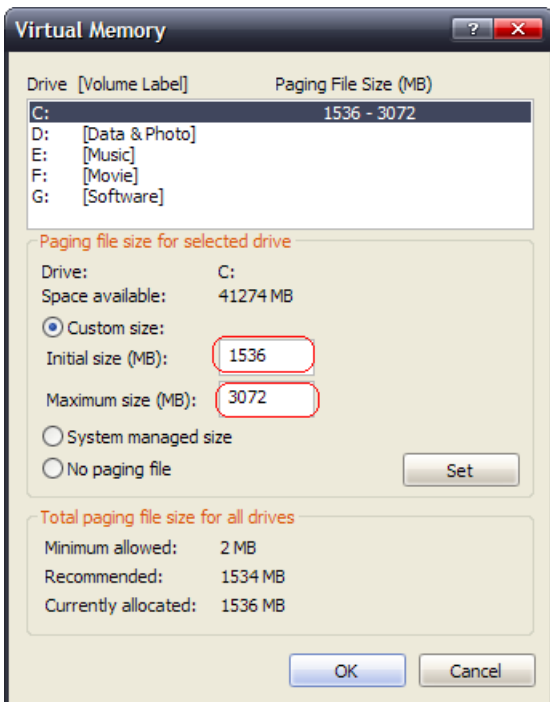 Virtual Memory
?
X
Drive [Volume Label] Paging File Size (MB)
C: 1536 - 3072
D: [Data & Photo]
E: [Music]
F: [Movie]
G: [Software]
Paging file size for selected drive
Drive: C:
Space available: 41274 MB
Custom size:
Initial size (MB): 1536
Maximum size (MB): 3072
System managed size
No paging file
Set
Total paging file size for all drives
Minimum allowed: 2 MB
Recommended: 1534 MB
Currently allocated: 1536 MB
OK Cancel